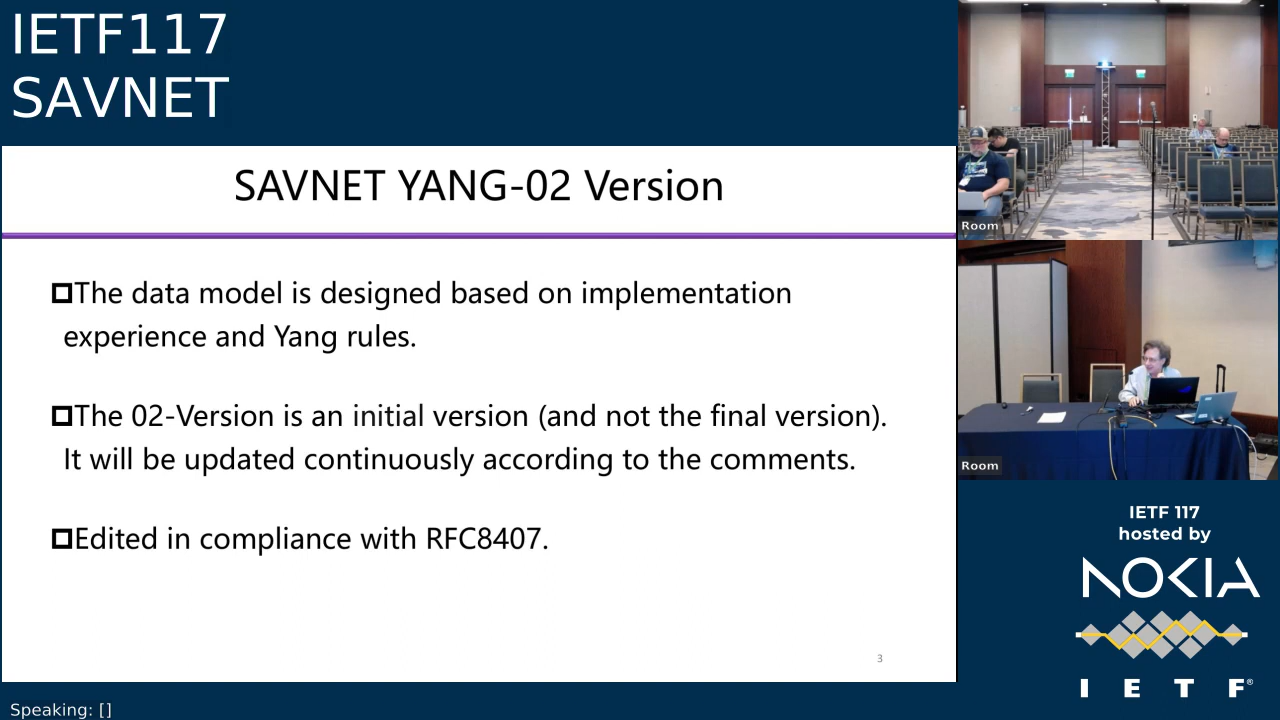 IETF117
SAVNET
SAVNET YANG-02 Version
The data model is designed based on implementation
experience and Yang rules.
The 02-Version is an initial version (and not the final version).
It will be updated continuously according to the comments.
Edited in compliance with RFC8407.
3
Speaking: []
Room
Room
IETF 117
hosted by
NOKIA
I E T F®